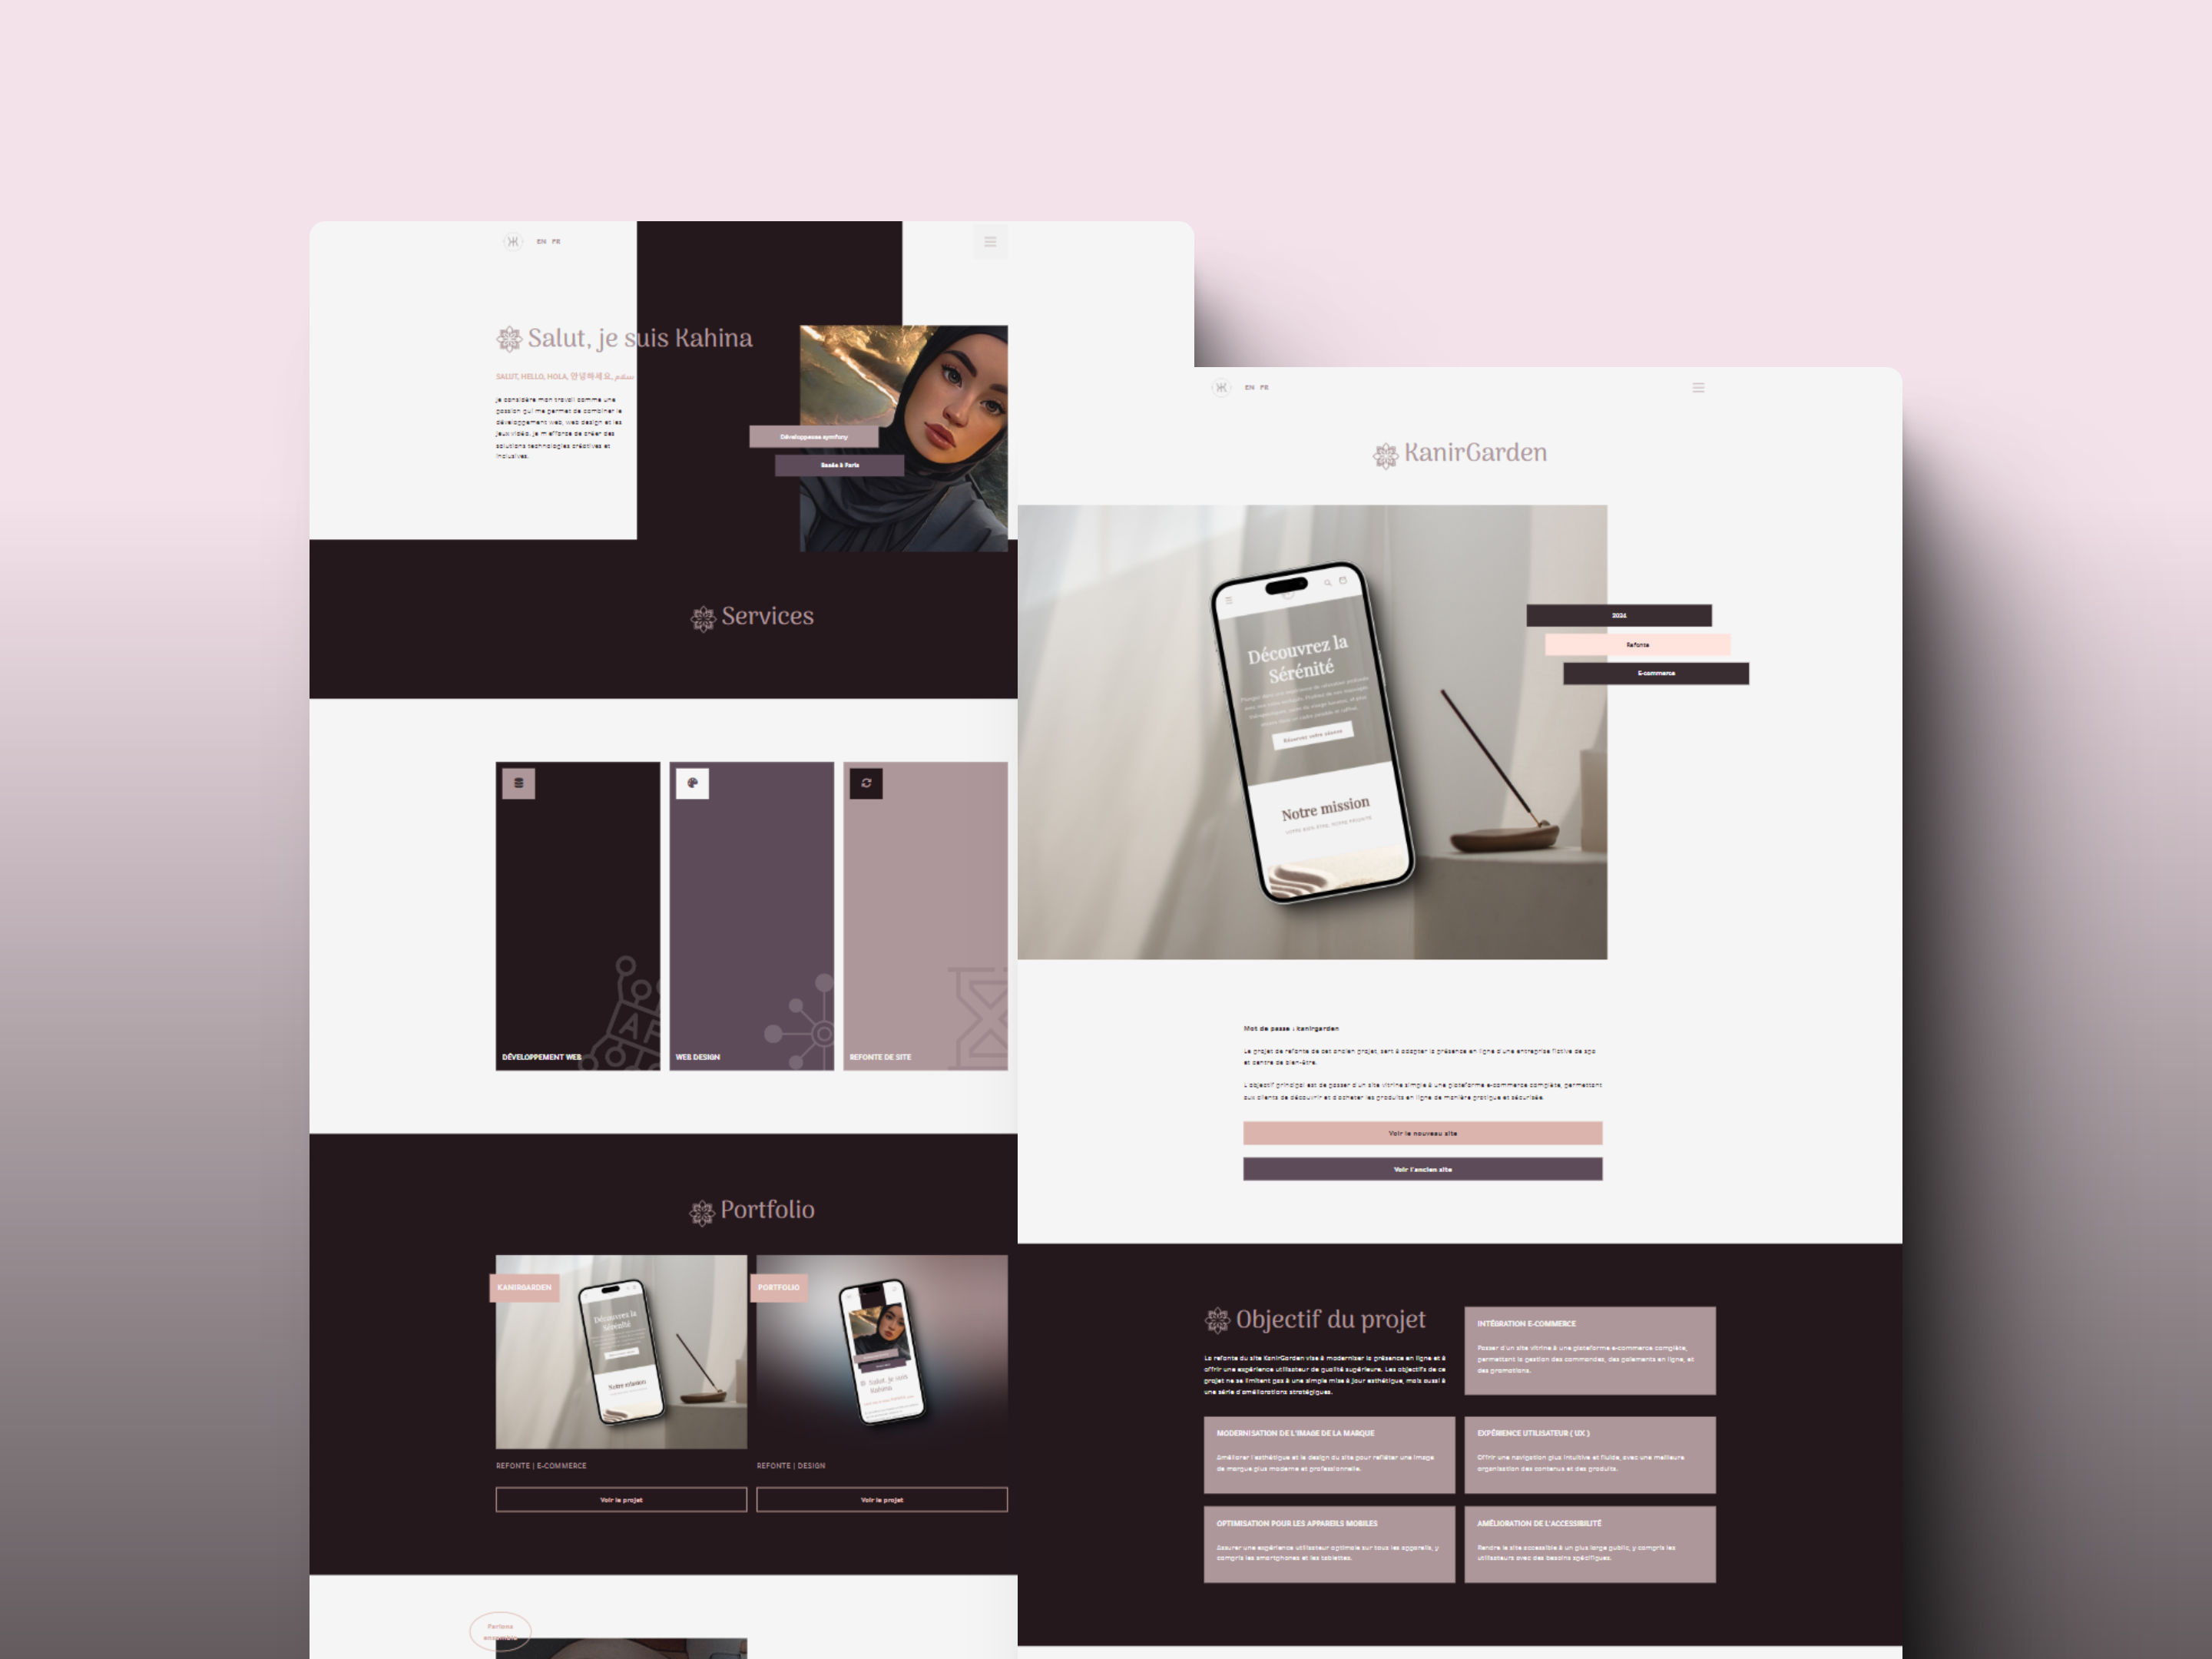 EN FR
Salut, je suis Kahina
SALUT, HELLO, HOLA, 안녕하세요, سلام
Je considère mon travail comme une
passion qui me permet de combiner le
développement web, web design et les
jeux vidéo. Je m'efforce de créer des
solutions technologies créatives et
inclusives.
Développeuse symfony
Basée à Paris
Services
DÉVELOPPEMENT WEB
WEB DESIGN
REFONTE DE SITE
Portfolio
KANIRGARDEN
Découvrez la
Sérénité
Notre mission
REFONTE | E-COMMERCE
Voir le projet
PORTFOLIO
Salut, je suis
Kahina
REFONTE | DESIGN
Voir le projet
Partons
ensemble
EN FR
KanirGarden
Découvrez la
Sérénité
Réservez votre séance
Notre mission
2024
Refonte
E-commerce
Mot de passe : kanirgarden
Le projet de refonte de cet ancien projet, sert à adapter la présence en ligne d'une entreprise fictive de spa
et centre de bien-être.
L'objectif principal est de passer d'un site vitrine simple à une plateforme e-commerce complète, permettant
aux clients de découvrir et d'acheter les produits en ligne de manière pratique et sécurisée.
Voir le nouveau site
Voir l'ancien site
Objectif du projet
La refonte du site KanirGarden vise à moderniser la présence en ligne et à
offrir une expérience utilisateur de qualité supérieure. Les objectifs de ce
projet ne se limitent pas à une simple mise à jour esthétique, mais aussi à
une série d'améliorations stratégiques.
INTÉGRATION E-COMMERCE
Passer d'un site vitrine à une plateforme e-commerce complète,
permettant la gestion des commandes, des paiements en ligne, et
des promotions.
MODERNISATION DE L'IMAGE DE LA MARQUE
Améliorer l'esthétique et le design du site pour refléter une image
de marque plus moderne et professionnelle.
EXPÉRIENCE UTILISATEUR ( UX )
Offrir une navigation plus intuitive et fluide, avec une meilleure
organisation des contenus et des produits.
OPTIMISATION POUR LES APPAREILS MOBILES
Assurer une expérience utilisateur optimale sur tous les appareils, y
compris les smartphones et les tablettes.
AMÉLIORATION DE L'ACCESSIBILITÉ
Rendre le site accessible à un plus large public, y compris les
utilisateurs avec des besoins spécifiques.